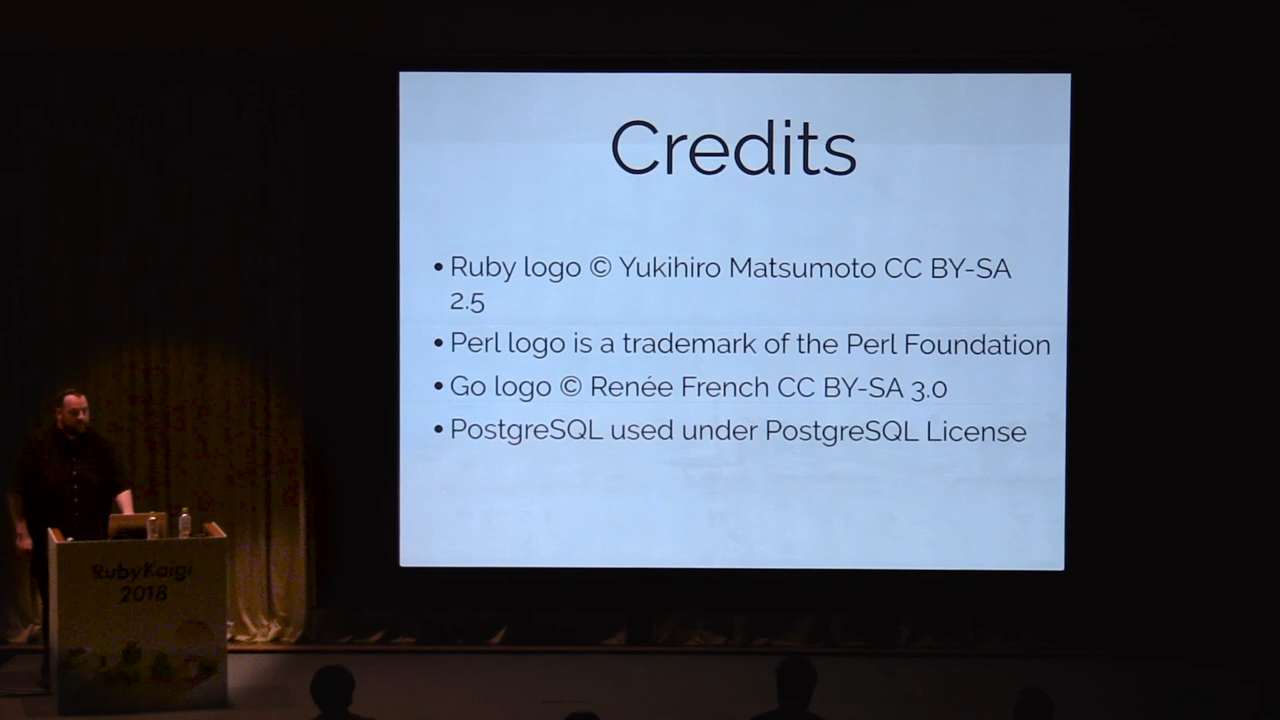 Credits
• Ruby logo © Yukihiro Matsumoto CC BY-SA
2.5
• Perl logo is a trademark of the Perl Foundation
• Go logo © Renée French CC BY-SA 3.0
• PostgreSQL used under PostgreSQL License
RubyKaigi
2018